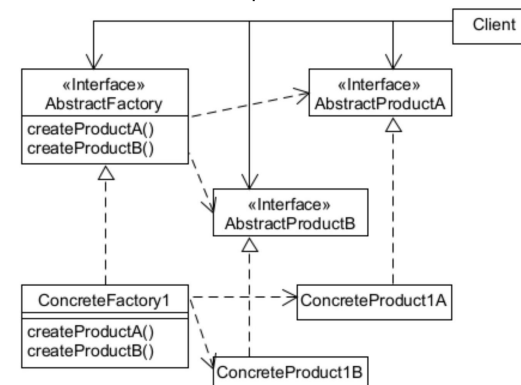 Client
«Interface»
AbstractFactory
createProductA()
createProductB()
«Interface»
AbstractProductA
«Interface»
AbstractProductB
ConcreteFactory1
createProductA()
createProductB()
ConcreteProduct1A
ConcreteProduct1B